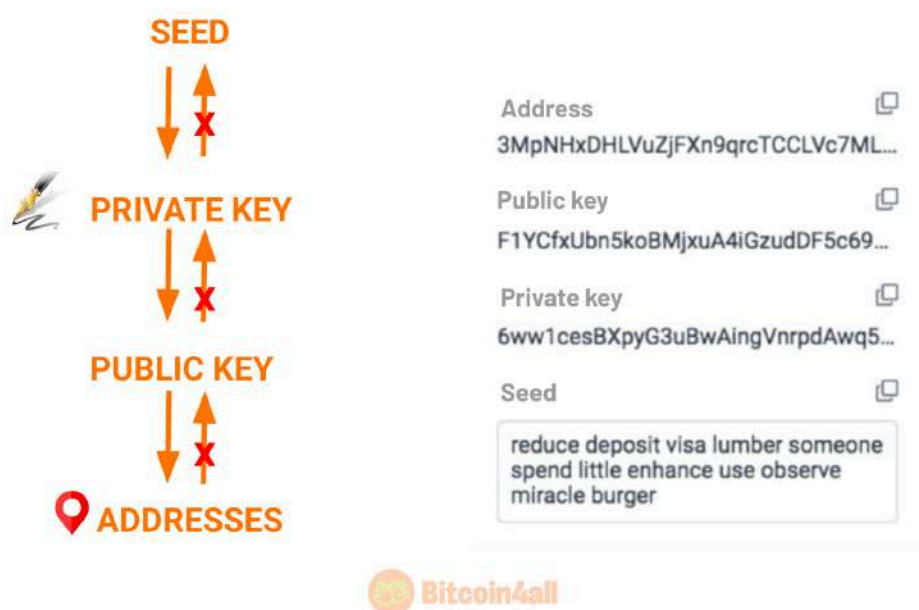 SEED
PRIVATE KEY
PUBLIC KEY
ADDRESSES
Address
3MpNHxDHLVuZjFXn9qrcTCCLVc7ML...
Public key
F1YCfxUbn5koBMjxuA4iGzudDF5c69...
Private key
6ww1cesBXpyG3uBwAingVnrpdAwq5...
Seed
reduce deposit visa lumber someone
spend little enhance use observe
miracle burger
Bitcoin4all